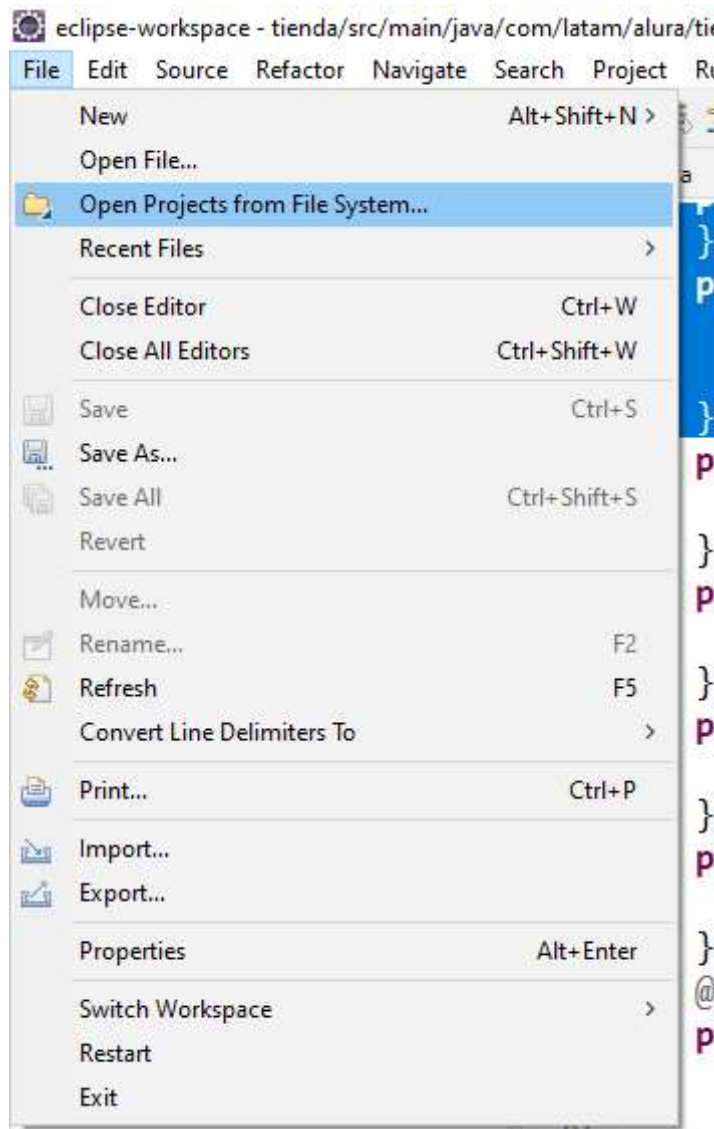 eclipse-workspace - tienda/src/main/java/com/latam/alura/tie
File Edit Source Refactor Navigate Search Project Ru
New Alt+Shift+N >
Open File...
a
Open Projects from File System...
}
Recent Files >
p
Close Editor Ctrl+W
Close All Editors Ctrl+Shift+W
Save Ctrl+S
}
Save As...
p
Save All Ctrl+Shift+S
Revert
}
Move...
p
Rename... F2
Refresh F5
}
Convert Line Delimiters To >
p
Print... Ctrl+P
}
Import...
p
Export...
Properties Alt+Enter
}
Switch Workspace >
@
Restart
p
Exit